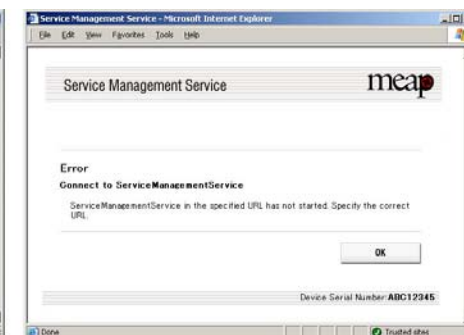 Service Management Service - Microsoft Internet Explorer
File Edit View Favorites Tools Help
Service Management Service
meap
Error
Connect to ServiceManagementService
ServiceManagementService in the specified URL has not started. Specify the correct
URL.
OK
Device Serial Number:ABC12345
Done
Trusted sites